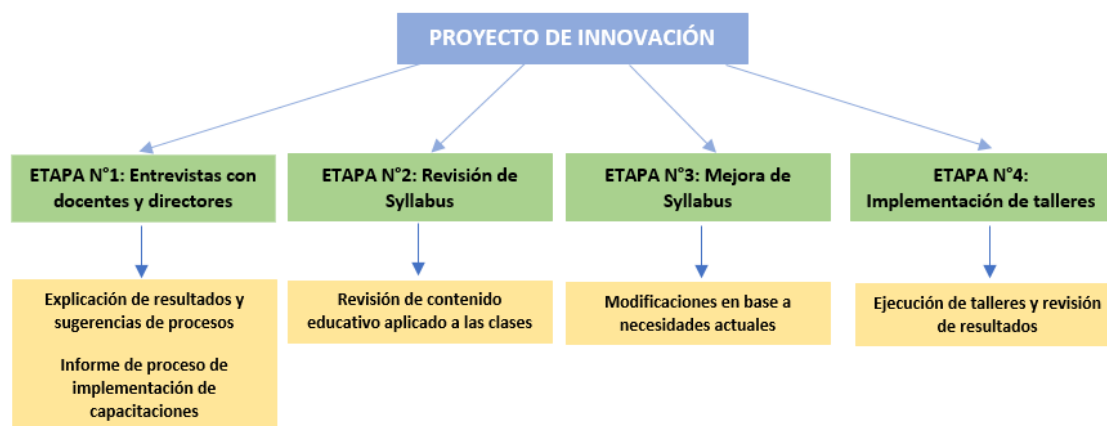 PROYECTO DE INNOVACIÓN
ETAPA N°1: Entrevistas con
docentes y directores
ETAPA N°2: Revisión de
Syllabus
ETAPA N°3: Mejora de
Syllabus
ETAPA N°4:
Implementación de talleres
Explicación de resultados y
sugerencias de procesos
Informe de proceso de
implementación de
capacitaciones
Revisión de contenido
educativo aplicado a las clases
Modificaciones en base a
necesidades actuales
Ejecución de talleres y revisión
de resultados